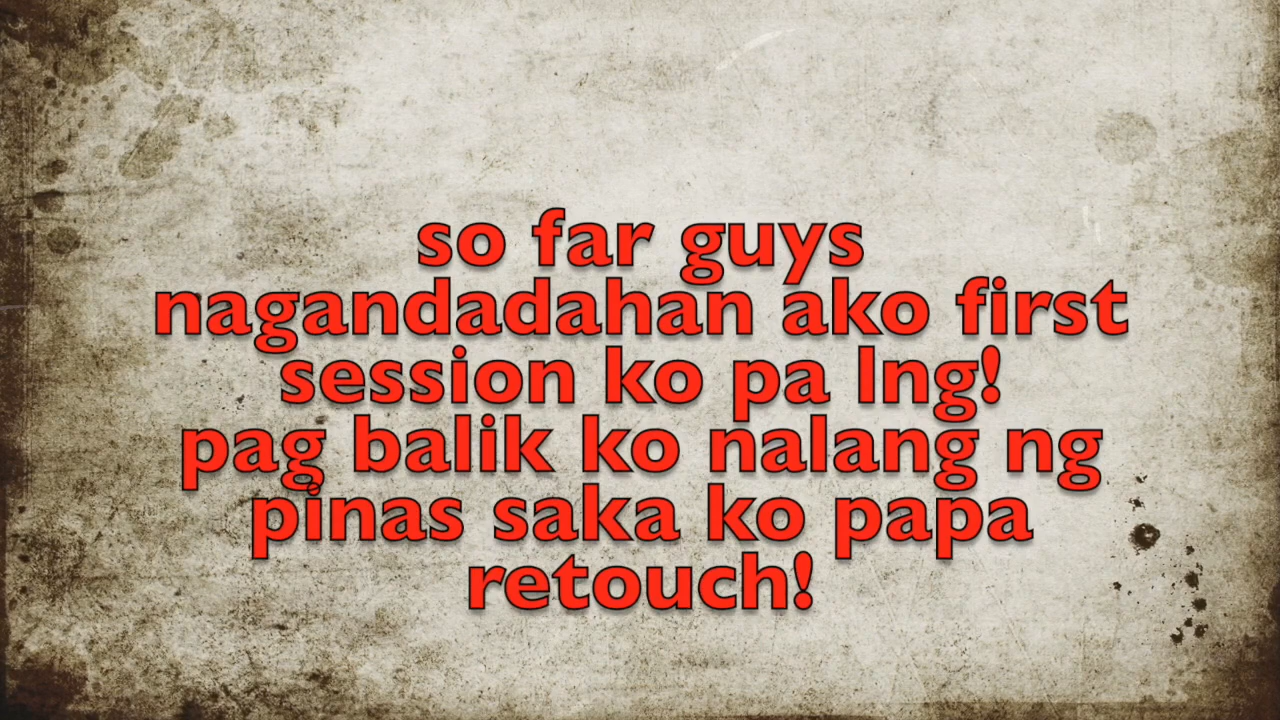 so far guys
nagandadahan ako first
session ko pa lng!
pag balik ko nalang ng
pinas saka ko papa
retouch!